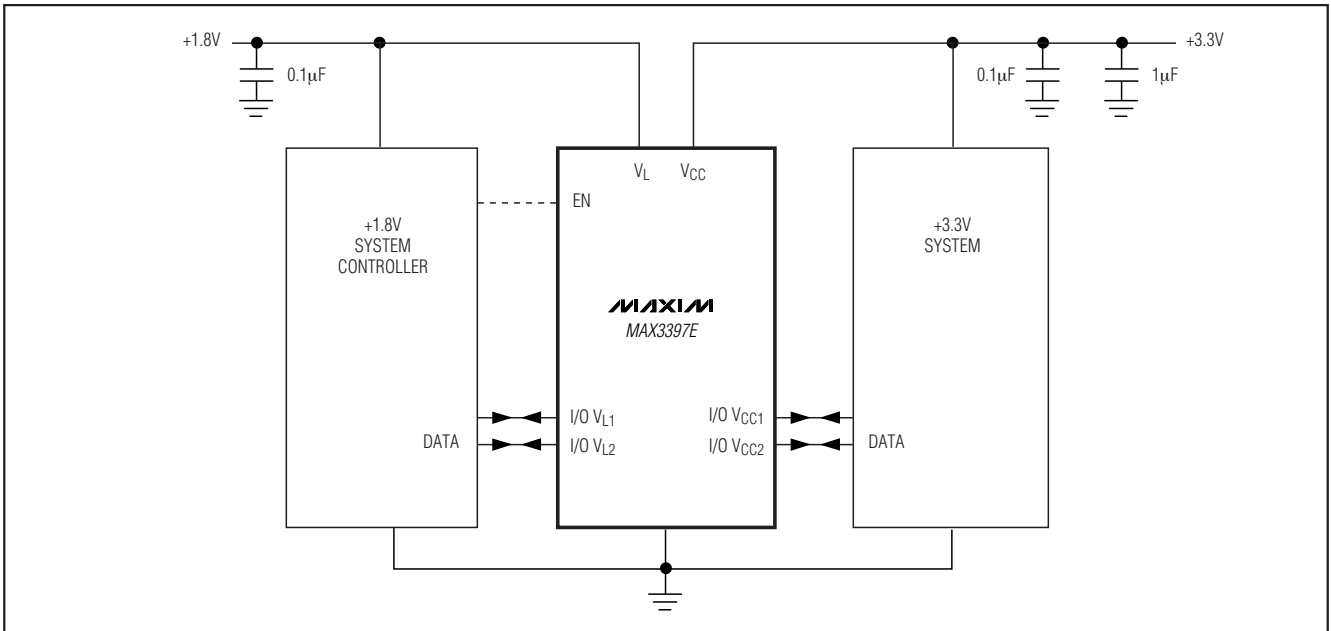 +1.8V
0.1µF
0.1µF
1µF
+3.3V
VL
VCC
EN
+1.8V
SYSTEM
CONTROLLER
+3.3V
SYSTEM
MAXIM
MAX3397E
I/O VL1
I/O VCC1
DATA
I/O VL2
I/O VCC2
DATA